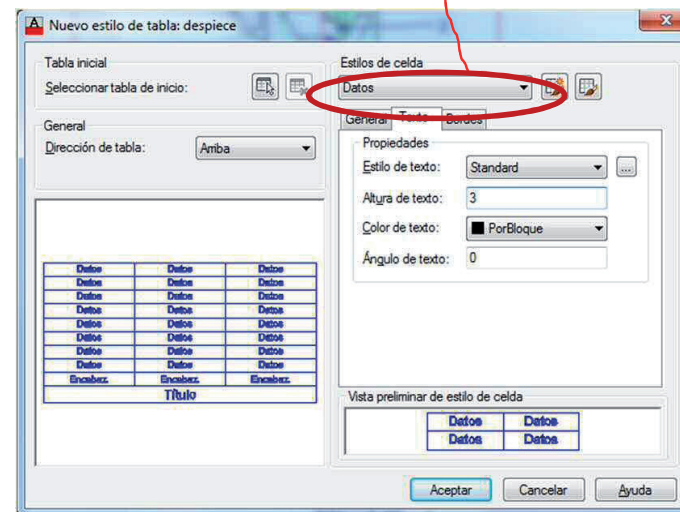 Nuevo estilo de tabla: despiece
Tabla inicial
Seleccionar tabla de inicio:
General
Dirección de tabla: Arriba
Datos Datos Datos
Datos Datos Datos
Datos Datos Datos
Datos Datos Datos
Datos Datos Datos
Datos Datos Datos
Datos Datos Datos
Datos Datos Datos
Encabez. Encabez. Encabez.
Título
Estilos de celda
Datos
General Texto Bordes
Propiedades
Estilo de texto: Standard ...
Altura de texto: 3
Color de texto: PorBloque
Ángulo de texto: 0
Vista preliminar de estilo de celda
Datos Datos
Datos Datos
Aceptar Cancelar Ayuda